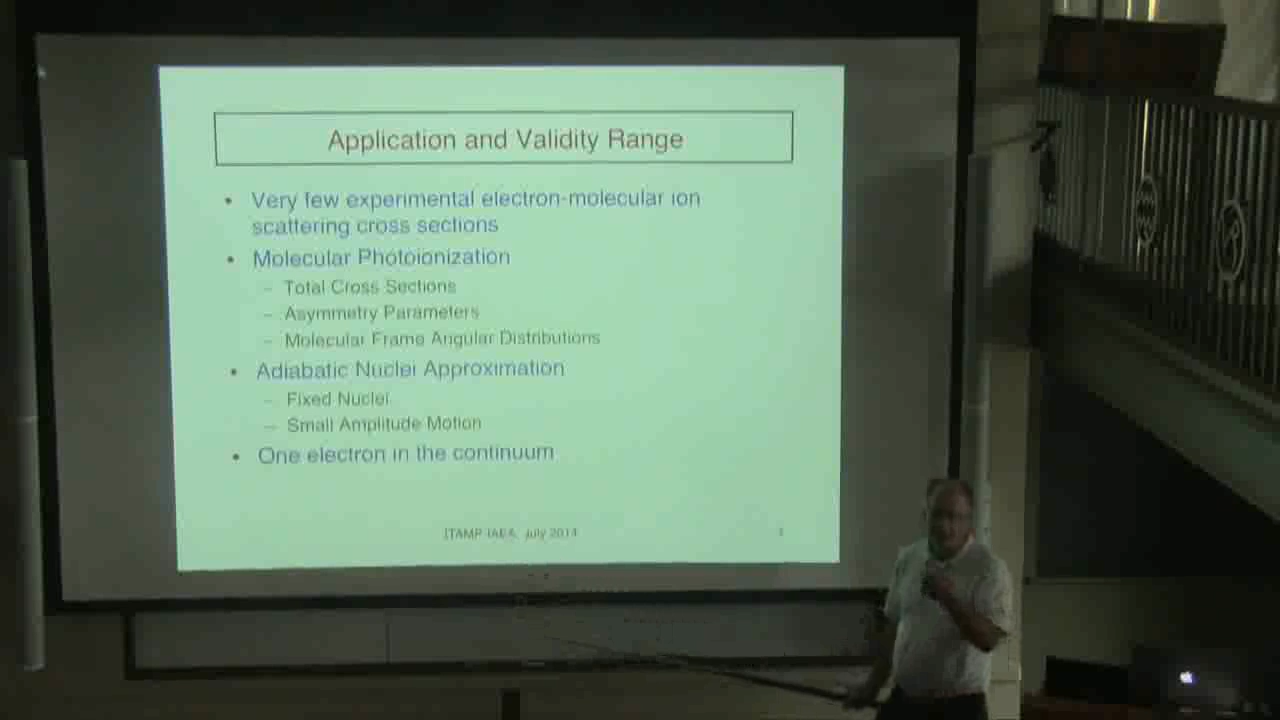 Application and Validity Range
• Very few experimental electron-molecular ion
scattering cross sections
• Molecular Photoionization
– Total Cross Sections
– Asymmetry Parameters
– Molecular Frame Angular Distributions
• Adiabatic Nuclei Approximation
– Fixed Nuclei
– Small Amplitude Motion
• One electron in the continuum
ITAMP IAEA, July 2014